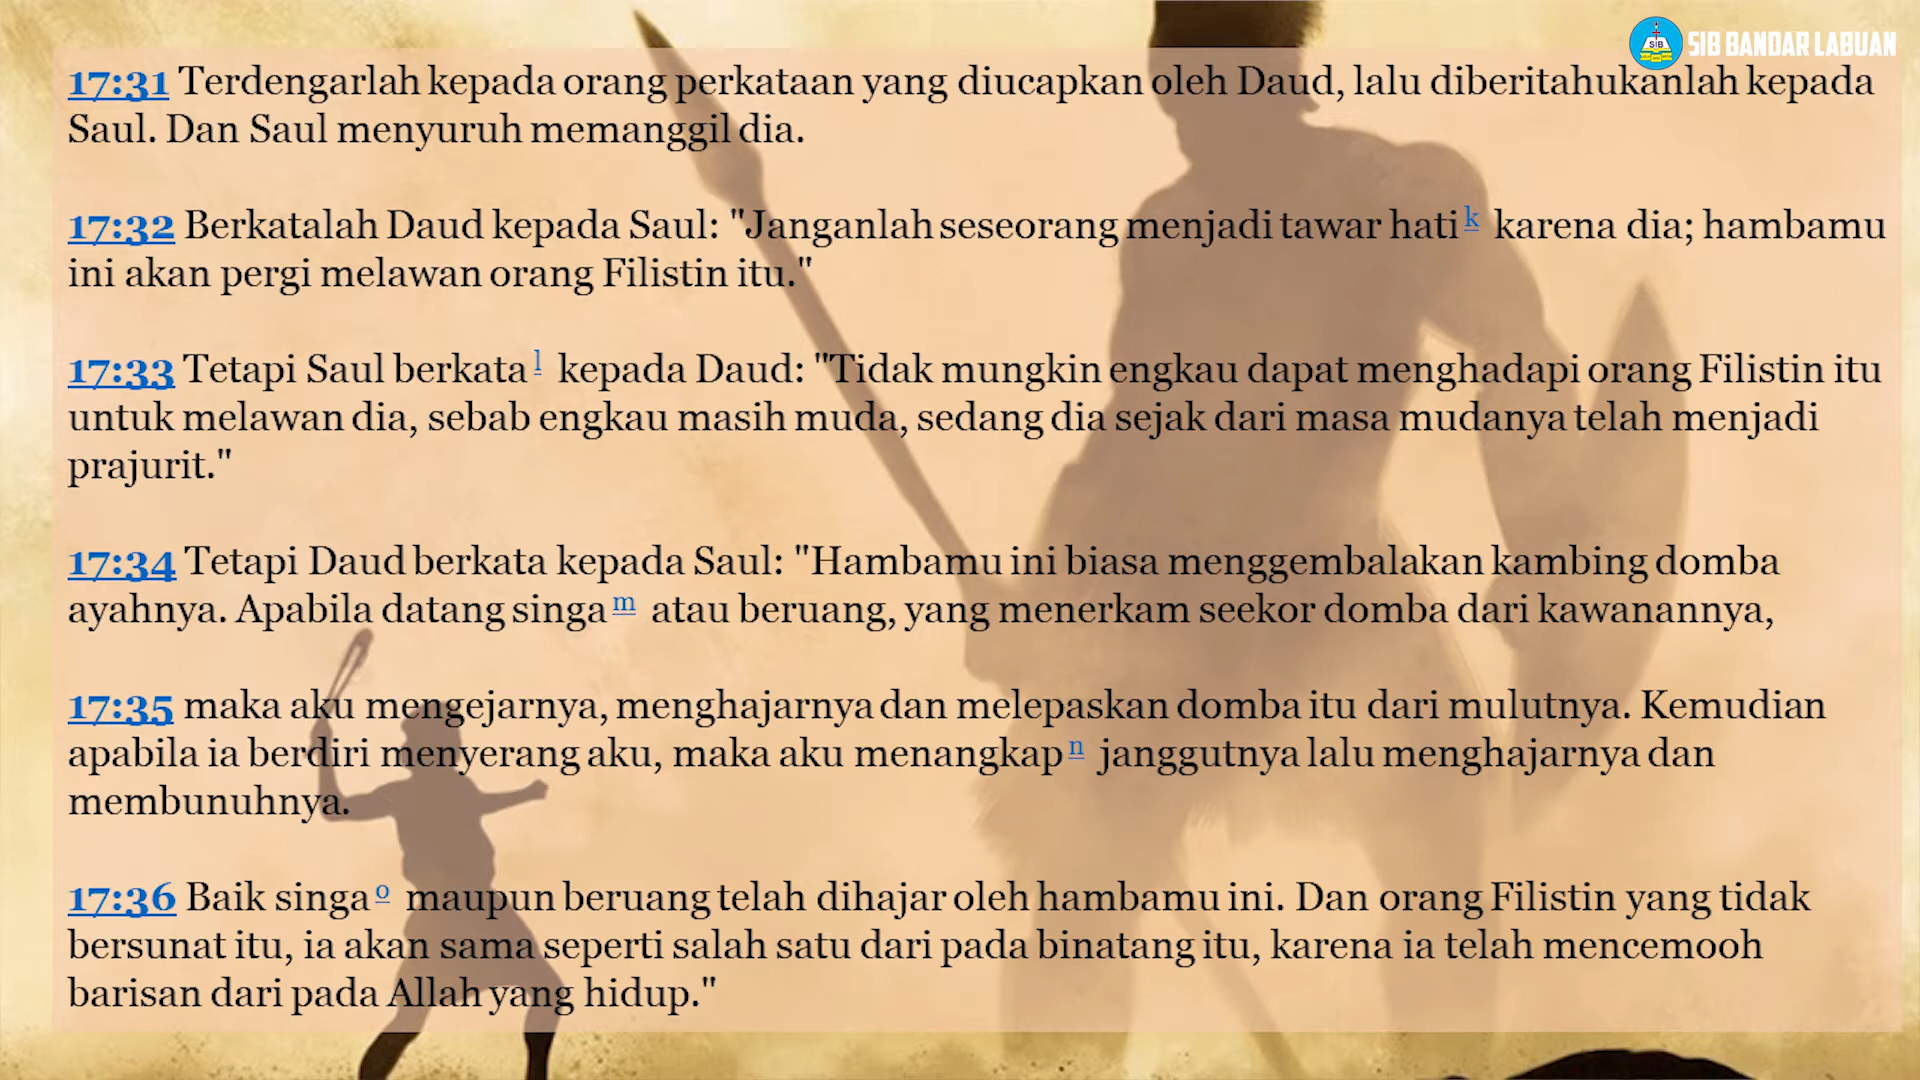 SIB BANDAR LABUAN
SIB
17:31 Terdengarlah kepada orang perkataan yang diucapkan oleh Daud, lalu diberitahukanlah kepada
Saul. Dan Saul menyuruh memanggil dia.
17:32 Berkatalah Daud kepada Saul: "Janganlah seseorang menjadi tawar hati k karena dia; hambamu
ini akan pergi melawan orang Filistin itu."
17:33 Tetapi Saul berkata l kepada Daud: "Tidak mungkin engkau dapat menghadapi orang Filistin itu
untuk melawan dia, sebab engkau masih muda, sedang dia sejak dari masa mudanya telah menjadi
prajurit."
17:34 Tetapi Daud berkata kepada Saul: "Hambamu ini biasa menggembalakan kambing domba
ayahnya. Apabila datang singa m atau beruang, yang menerkam seekor domba dari kawanannya,
17:35 maka aku mengejarnya, menghajarnya dan melepaskan domba itu dari mulutnya. Kemudian
apabila ia berdiri menyerang aku, maka aku menangkap n janggutnya lalu menghajarnya dan
membunuhnya.
17:36 Baik singa o maupun beruang telah dihajar oleh hambamu ini. Dan orang Filistin yang tidak
bersunat itu, ia akan sama seperti salah satu dari pada binatang itu, karena ia telah mencemooh
barisan dari pada Allah yang hidup."